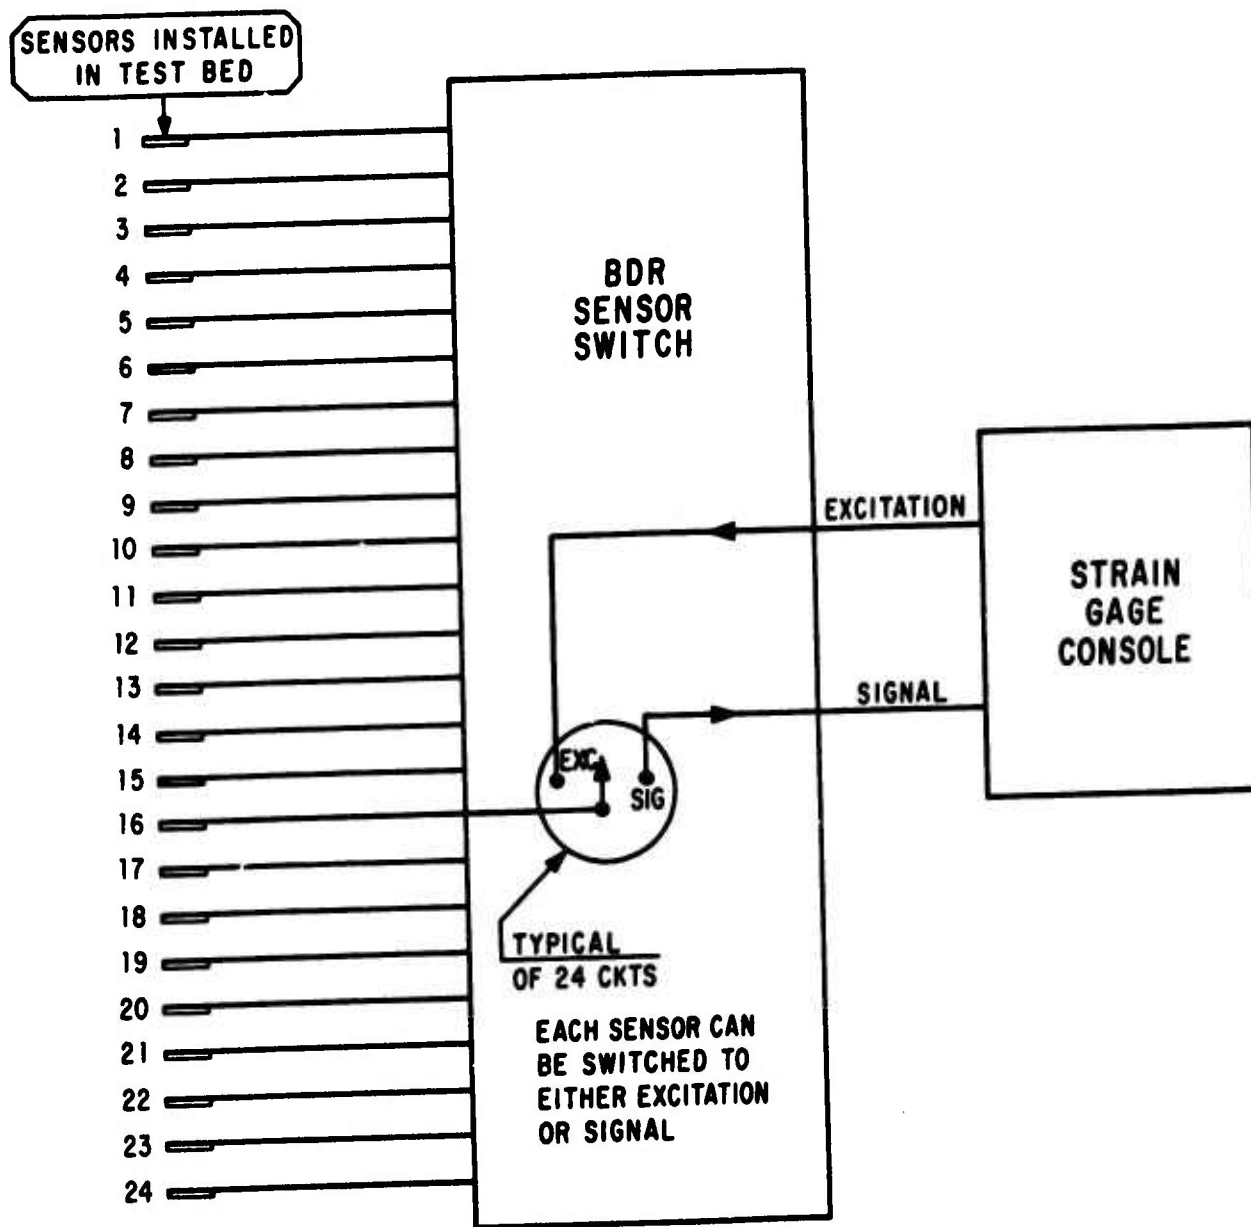 SENSORS INSTALLED
IN TEST BED
1
2
3
4
5
6
7
8
9
10
11
12
13
14
15
16
17
18
19
20
21
22
23
24
BDR
SENSOR
SWITCH
EXCITATION
STRAIN
GAGE
CONSOLE
SIGNAL
EXC
SIG
TYPICAL
OF 24 CKTS
EACH SENSOR CAN
BE SWITCHED TO
EITHER EXCITATION
OR SIGNAL